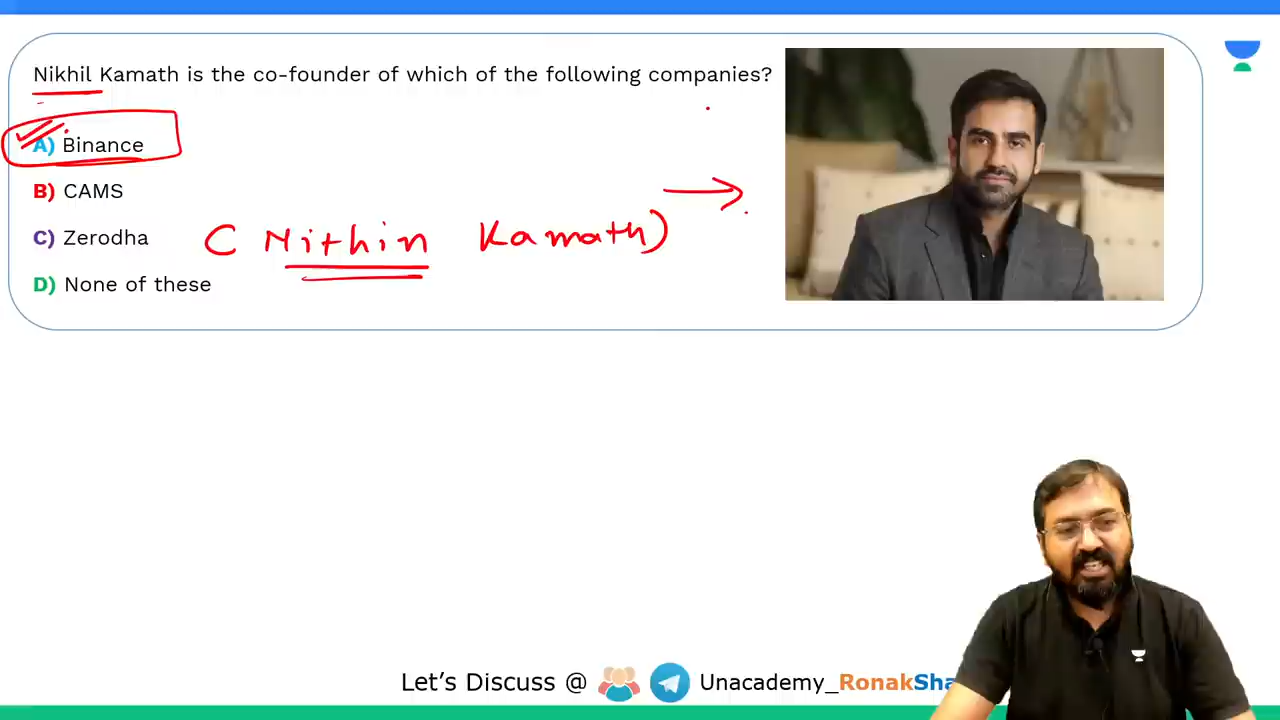 Nikhil Kamath is the co-founder of which of the following companies?
A) Binance
B) CAMS
C) Zerodha
(Nithin Kamath)
D) None of these
Let's Discuss @ Unacademy_RonakSha